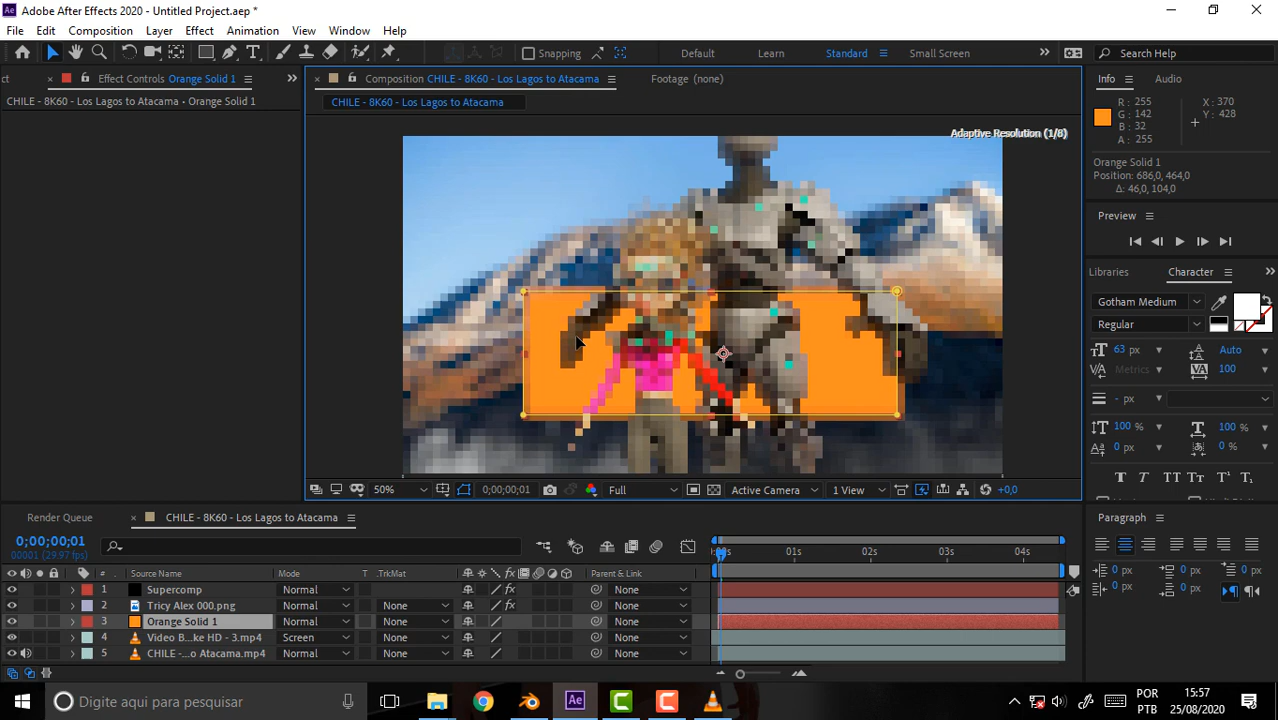 Adobe After Effects 2020 - Untitled Project.aep *
File Edit Composition Layer Effect Animation View Window Help
Snapping Default Learn Standard Small Screen Search Help
ct Effect Controls Orange Solid 1
Composition CHILE - 8K60 - Los Lagos to Atacama Footage (none)
Info Audio
CHILE - 8K60 - Los Lagos to Atacama • Orange Solid 1
CHILE - 8K60 - Los Lagos to Atacama
R : 255 X : 370
G : 142 Y : 428
B : 32
A : 255
Adaptive Resolution (1/8)
Orange Solid 1
Position: 686,0, 464,0
Δ: 46,0, 104,0
Preview
Libraries Character
Gotham Medium
Regular
63 px Auto
Metrics 100
- px
100 % 100 %
0 px 0 %
T T TT Tt T¹ T₁
50% 0;00;00;01 Full Active Camera 1 View +0,0
Render Queue CHILE - 8K60 - Los Lagos to Atacama
Paragraph
0;00;00;01
00001 (29.97 fps)
:00s 01s 02s 03s 04s
# Source Name Mode T .TrkMat Parent & Link
1 Supercomp Normal None
2 Tricy Alex 000.png Normal None None
3 Orange Solid 1 Normal None None
4 Video B...ke HD - 3.mp4 Screen None None
5 CHILE -...o Atacama.mp4 Normal None None
0 px 0 px 0 px
0 px 0 px
Digite aqui para pesquisar
POR
PTB
15:57
25/08/2020